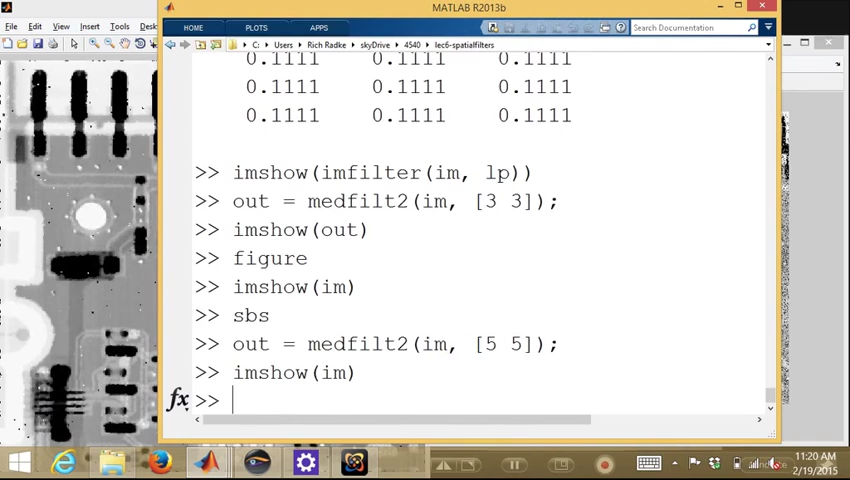 MATLAB R2013b
File Edit View Insert Tools Desk
HOME PLOTS APPS Search Documentation
C: Users Rich Radke skyDrive 4540 lec6-spatialfilters
0.1111 0.1111 0.1111
0.1111 0.1111 0.1111
0.1111 0.1111 0.1111
>> imshow(imfilter(im, lp))
>> out = medfilt2(im, [3 3]);
>> imshow(out)
>> figure
>> imshow(im)
>> sbs
>> out = medfilt2(im, [5 5]);
>> imshow(im)
fx >>
11:20 AM
2/19/2015